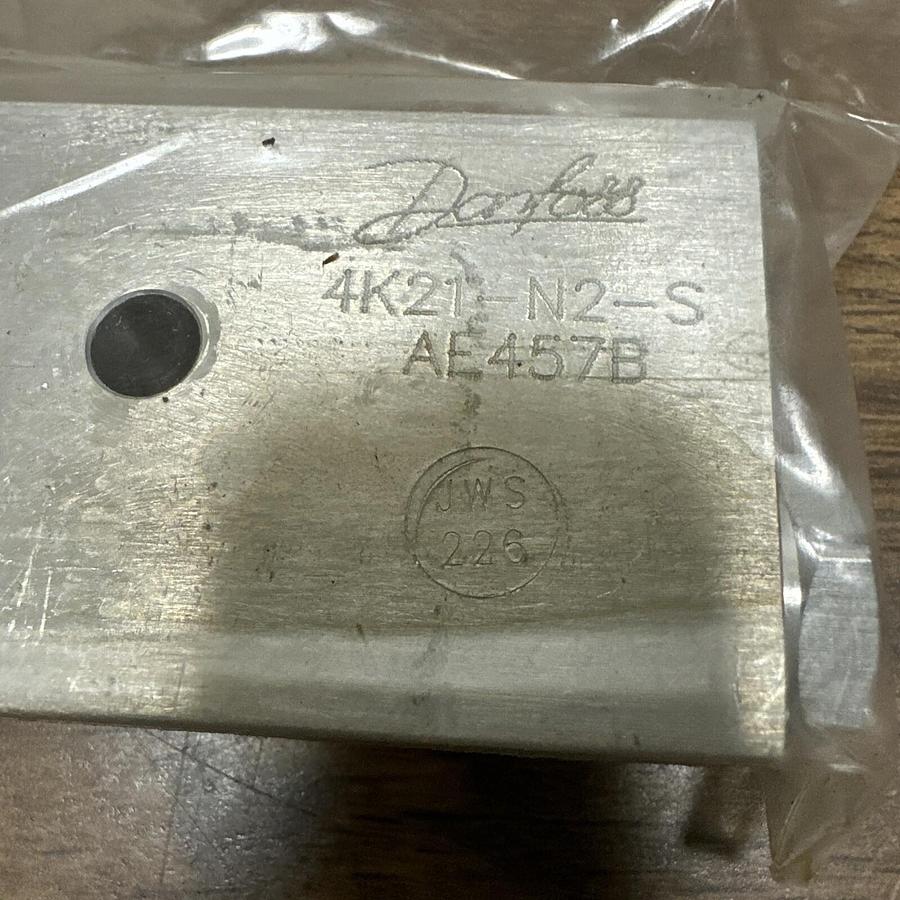 Danfoss
4K21-N2-S
AE457B
JWS
226